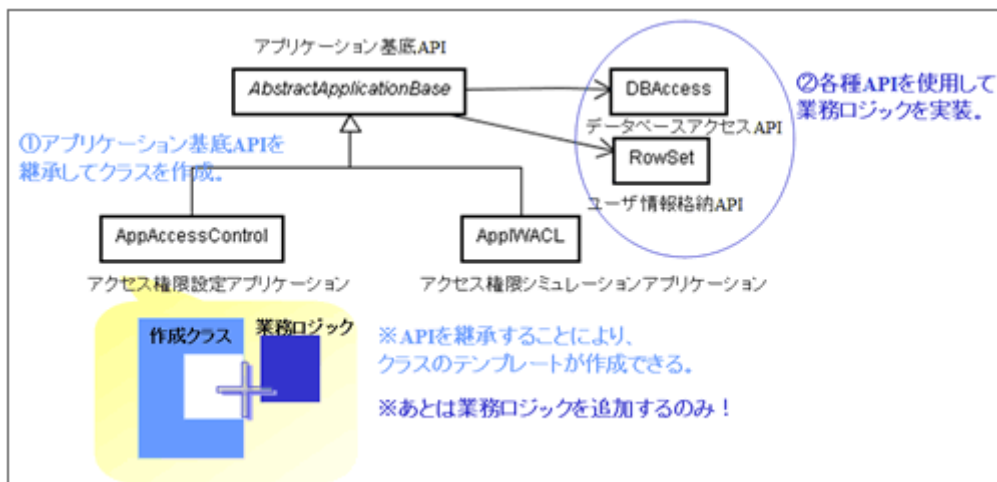 アプリケーション基底API
AbstractApplicationBase
DBAccess
②各種APIを使用して
業務ロジックを実装。
データベースアクセスAPI
①アプリケーション基底APIを
継承してクラスを作成。
RowSet
ユーザ情報格納API
AppAccessControl
ApplWACL
アクセス権限設定アプリケーション
アクセス権限シミュレーションアプリケーション
作成クラス
業務ロジック
※APIを継承することにより、
クラスのテンプレートが作成できる。
※あとは業務ロジックを追加するのみ！